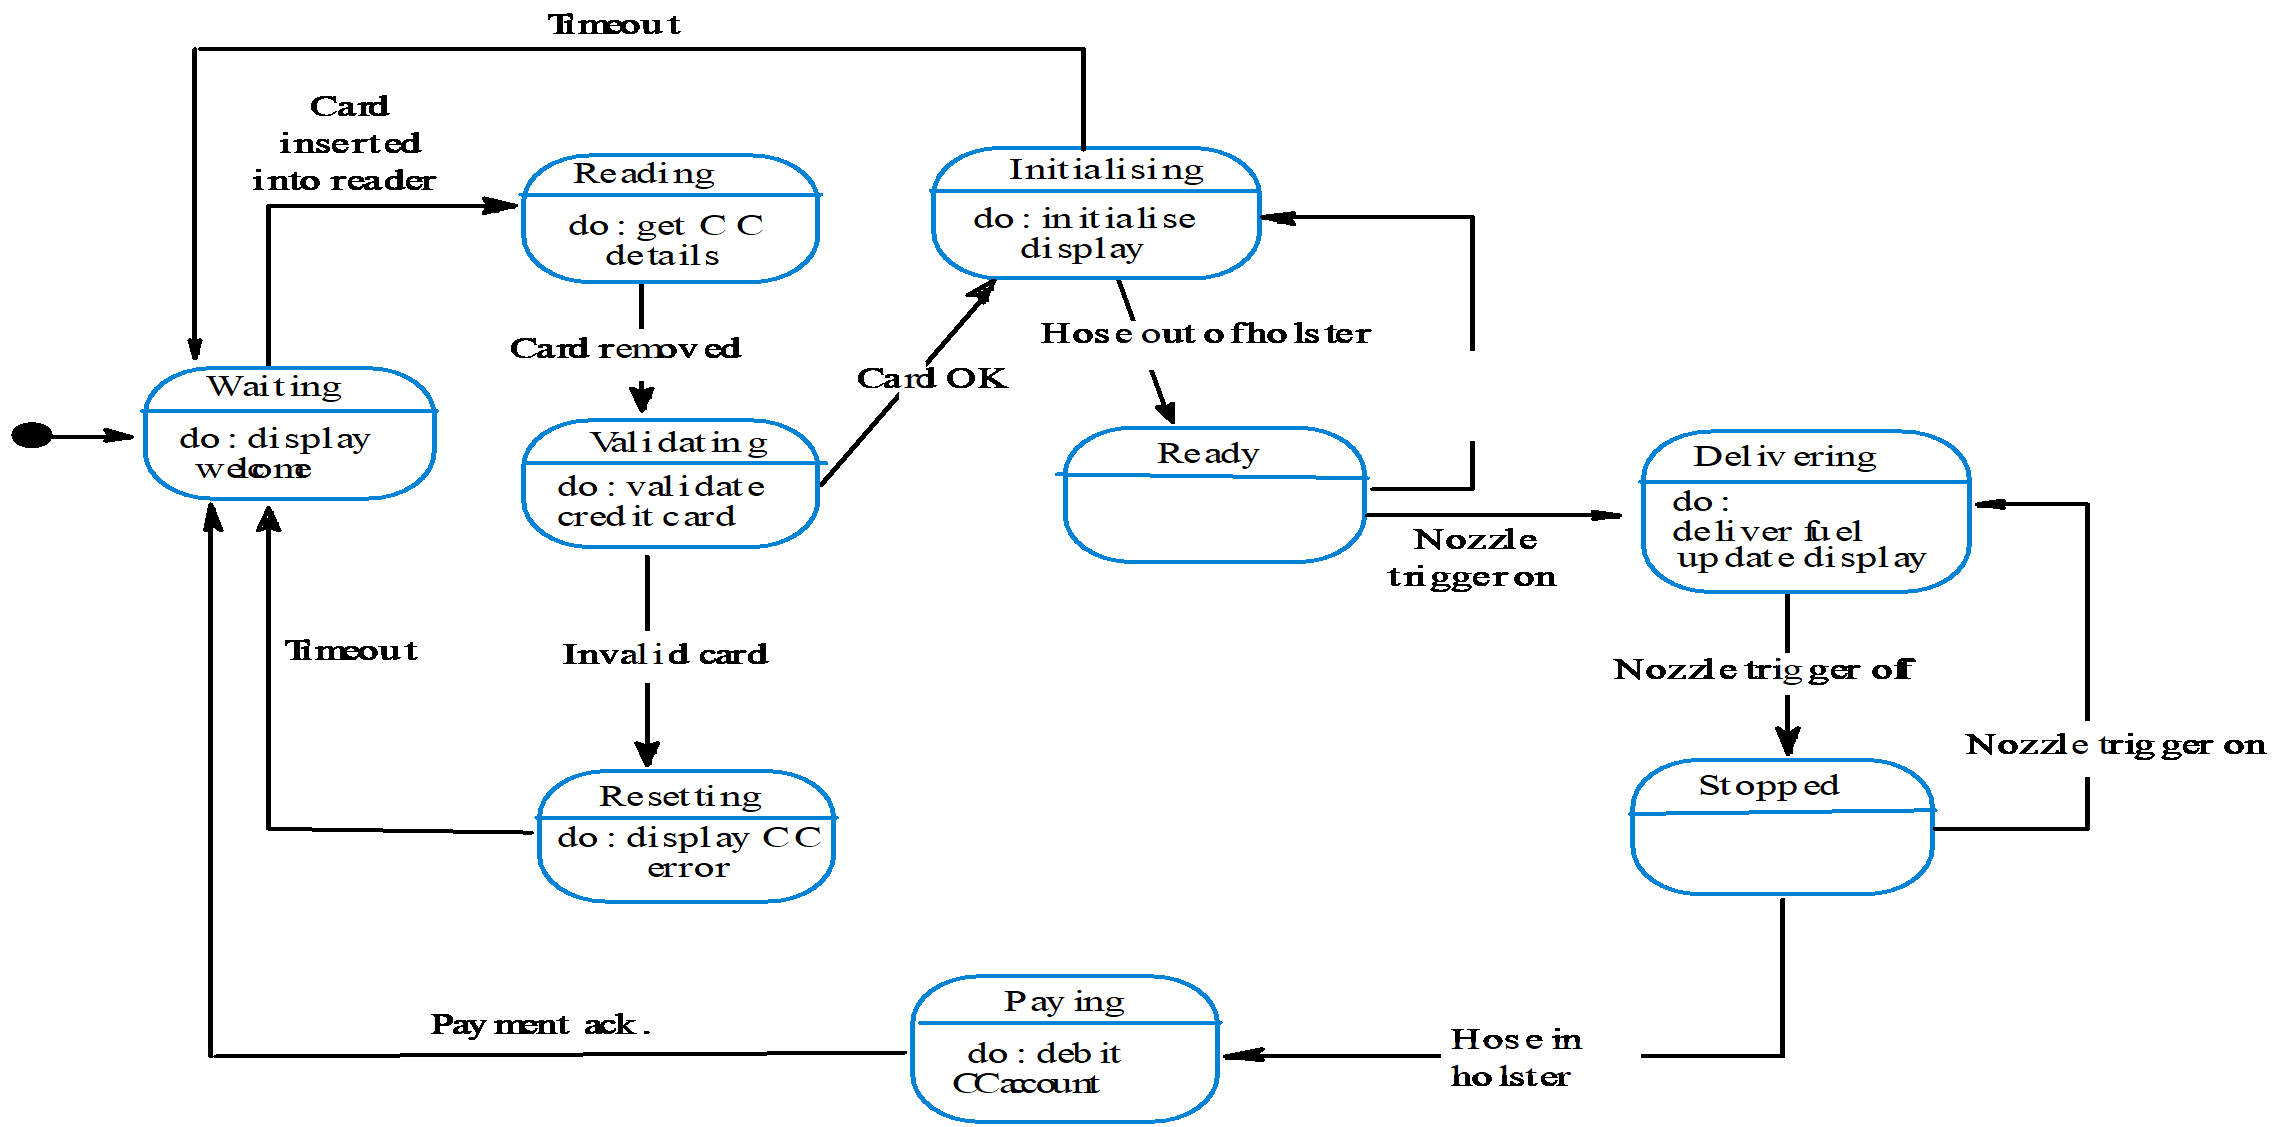 Timeout
Card
inserted
into reader
Reading
do: get CC
details
Initialising
do: initialise
display
Card removed
Hose out of holster
Card OK
Waiting
do: display
welcome
Validating
do: validate
credit card
Ready
Delivering
do:
deliver fuel
update display
Nozzle
trigger on
Timeout
Invalid card
Nozzle trigger off
Nozzle trigger on
Resetting
do: display CC
error
Stopped
Payment ack.
Paying
do: debit
CC account
Hose in
holster